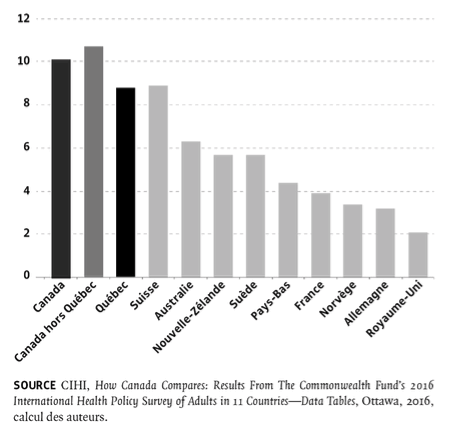 12
10
8
6
4
2
0
Canada
Canada hors Québec
Québec
Suisse
Australie
Nouvelle-Zélande
Suède
Pays-Bas
France
Norvège
Allemagne
Royaume-Uni
SOURCE CIHI, How Canada Compares: Results From The Commonwealth Fund's 2016
International Health Policy Survey of Adults in 11 Countries—Data Tables, Ottawa, 2016,
calcul des auteurs.